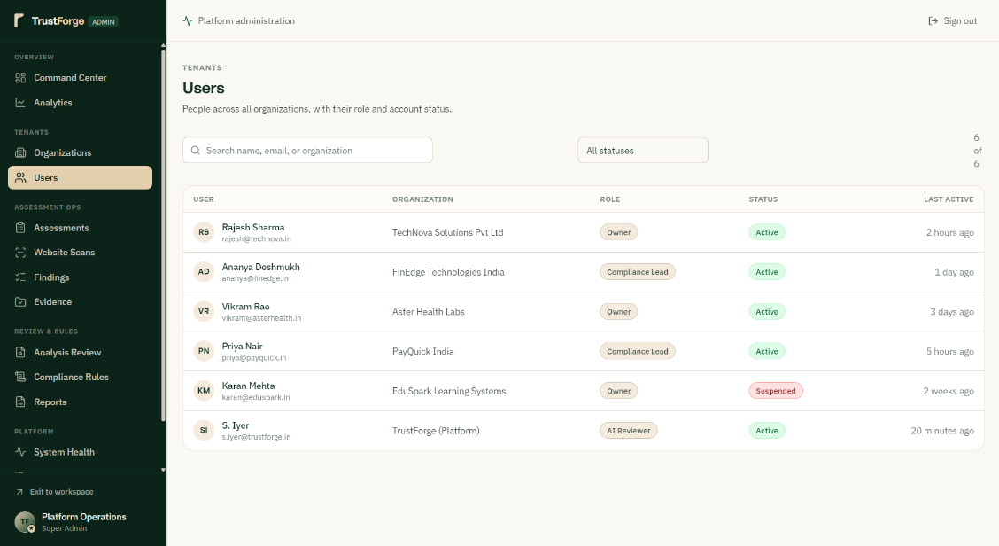 TrustForge ADMIN
Platform administration
Sign out
OVERVIEW
Command Center
Analytics
TENANTS
Organizations
Users
ASSESSMENT OPS
Assessments
Website Scans
Findings
Evidence
REVIEW & RULES
Analysis Review
Compliance Rules
Reports
PLATFORM
System Health
Exit to workspace
TF
Platform Operations
Super Admin
TENANTS
Users
People across all organizations, with their role and account status.
Search name, email, or organization
All statuses
6
of
6
USER ORGANIZATION ROLE STATUS LAST ACTIVE
RS Rajesh Sharma TechNova Solutions Pvt Ltd Owner Active 2 hours ago
rajesh@technova.in
AD Ananya Deshmukh FinEdge Technologies India Compliance Lead Active 1 day ago
ananya@finedge.in
VR Vikram Rao Aster Health Labs Owner Active 3 days ago
vikram@asterhealth.in
PN Priya Nair PayQuick India Compliance Lead Active 5 hours ago
priya@payquick.in
KM Karan Mehta EduSpark Learning Systems Owner Suspended 2 weeks ago
karan@eduspark.in
SI S. Iyer TrustForge (Platform) AI Reviewer Active 20 minutes ago
s.iyer@trustforge.in